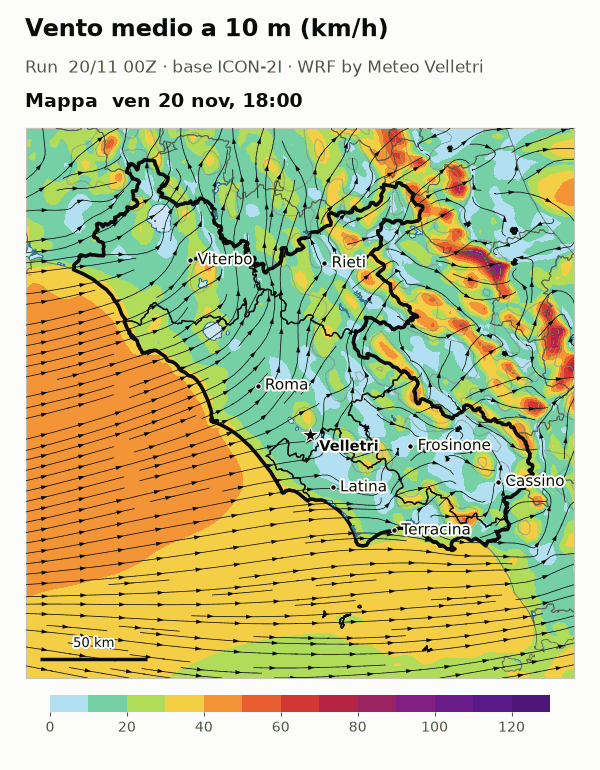 Vento medio a 10 m (km/h)
Run 20/11 00Z · base ICON-2I · WRF by Meteo Velletri
Mappa ven 20 nov, 18:00
Viterbo
Rieti
Roma
Velletri
Frosinone
Cassino
Latina
Terracina
50 km
0 20 40 60 80 100 120